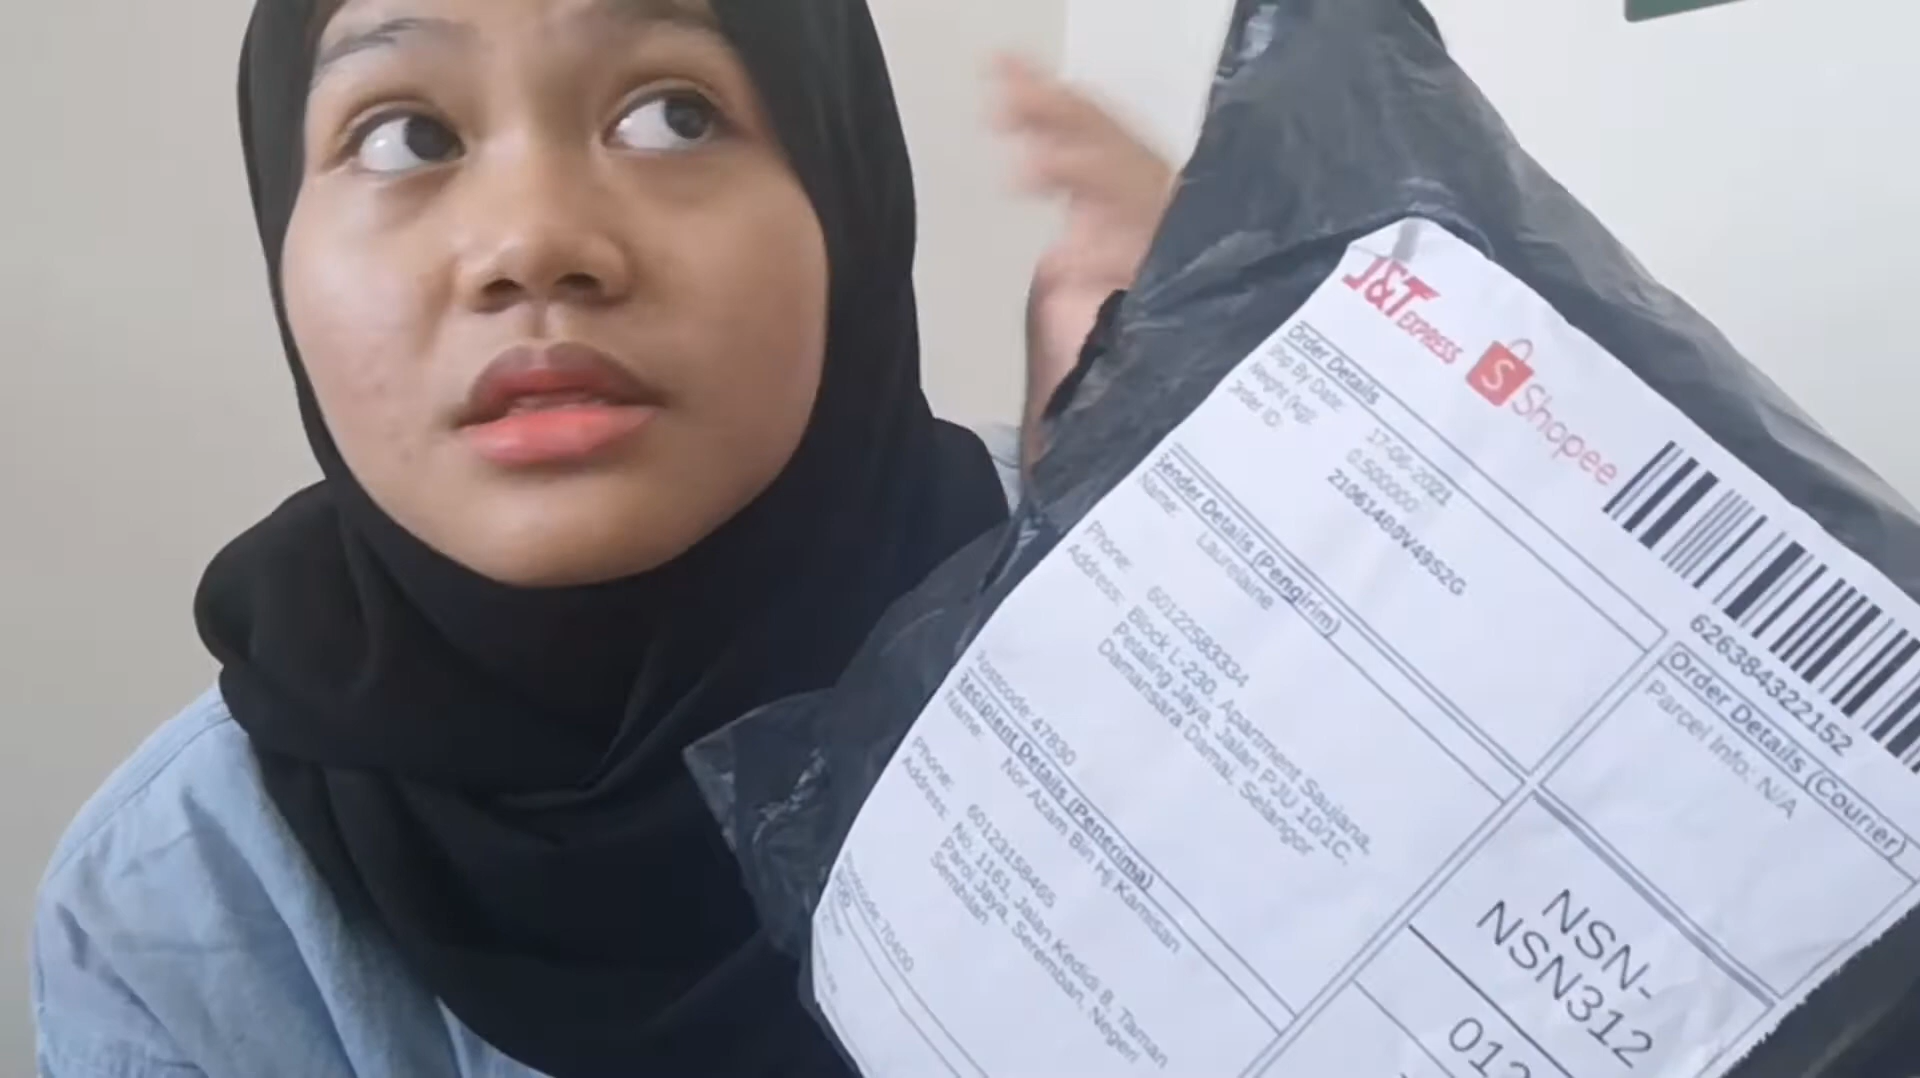 J&T EXPRESS
Shopee
Order Details
Ship By Date: 17-06-2021
Weight (kg): 0.500000
Order ID: 210614B0V49S2G
626384322152
Sender Details (Pengirim)
Name: Laurelaine
Phone: 60122583334
Address: Block L-230, Apartment Saujana,
Petaling Jaya, Jalan PJU 10/1C,
Damansara Damai, Selangor
Postcode: 47830
Order Details (Courier)
Parcel Info: N/A
Recipient Details (Penerima)
Name: Nor Azam Bin Hj Kamisan
Phone: 60123158465
Address: No. 1161, Jalan Kedidi 8, Taman
Paroi Jaya, Seremban, Negeri
Sembilan
Postcode: 70400
NSN-
NSN312
012